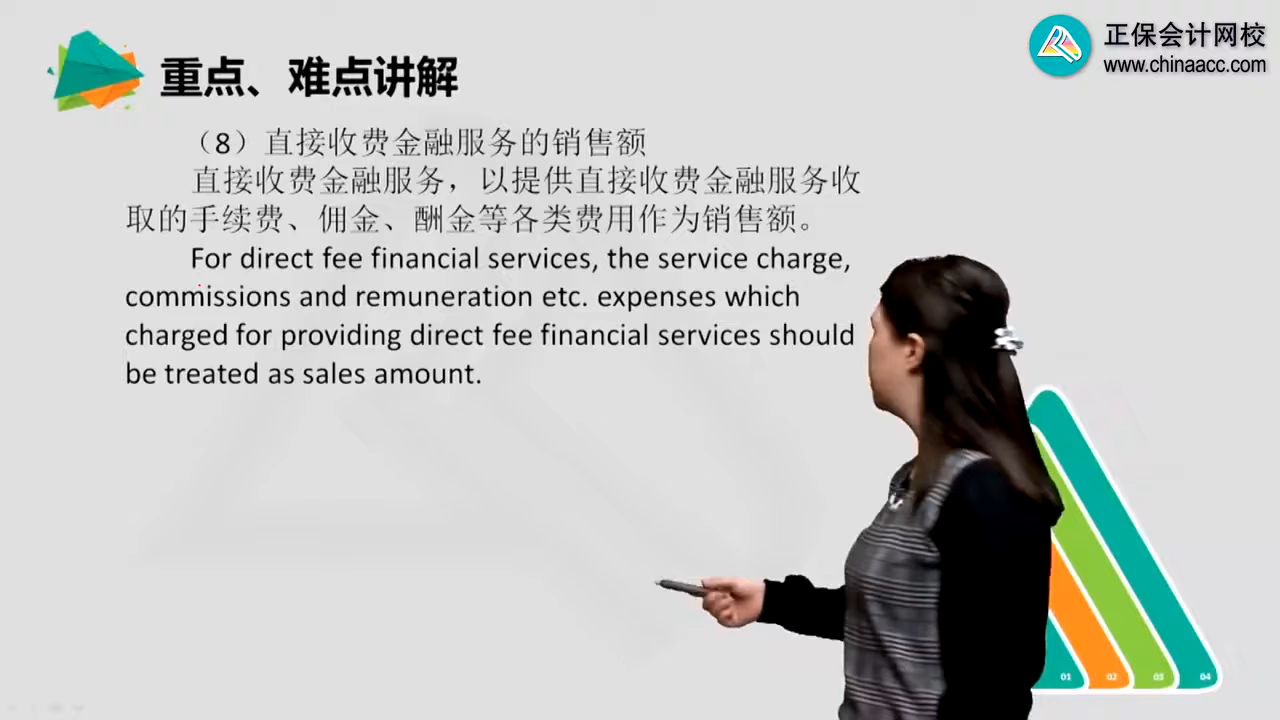 正保会计网校
www.chinaacc.com
重点、难点讲解
（8）直接收费金融服务的销售额
直接收费金融服务，以提供直接收费金融服务收
取的手续费、佣金、酬金等各类费用作为销售额。
For direct fee financial services, the service charge,
commissions and remuneration etc. expenses which
charged for providing direct fee financial services should
be treated as sales amount.
01 02 03 04